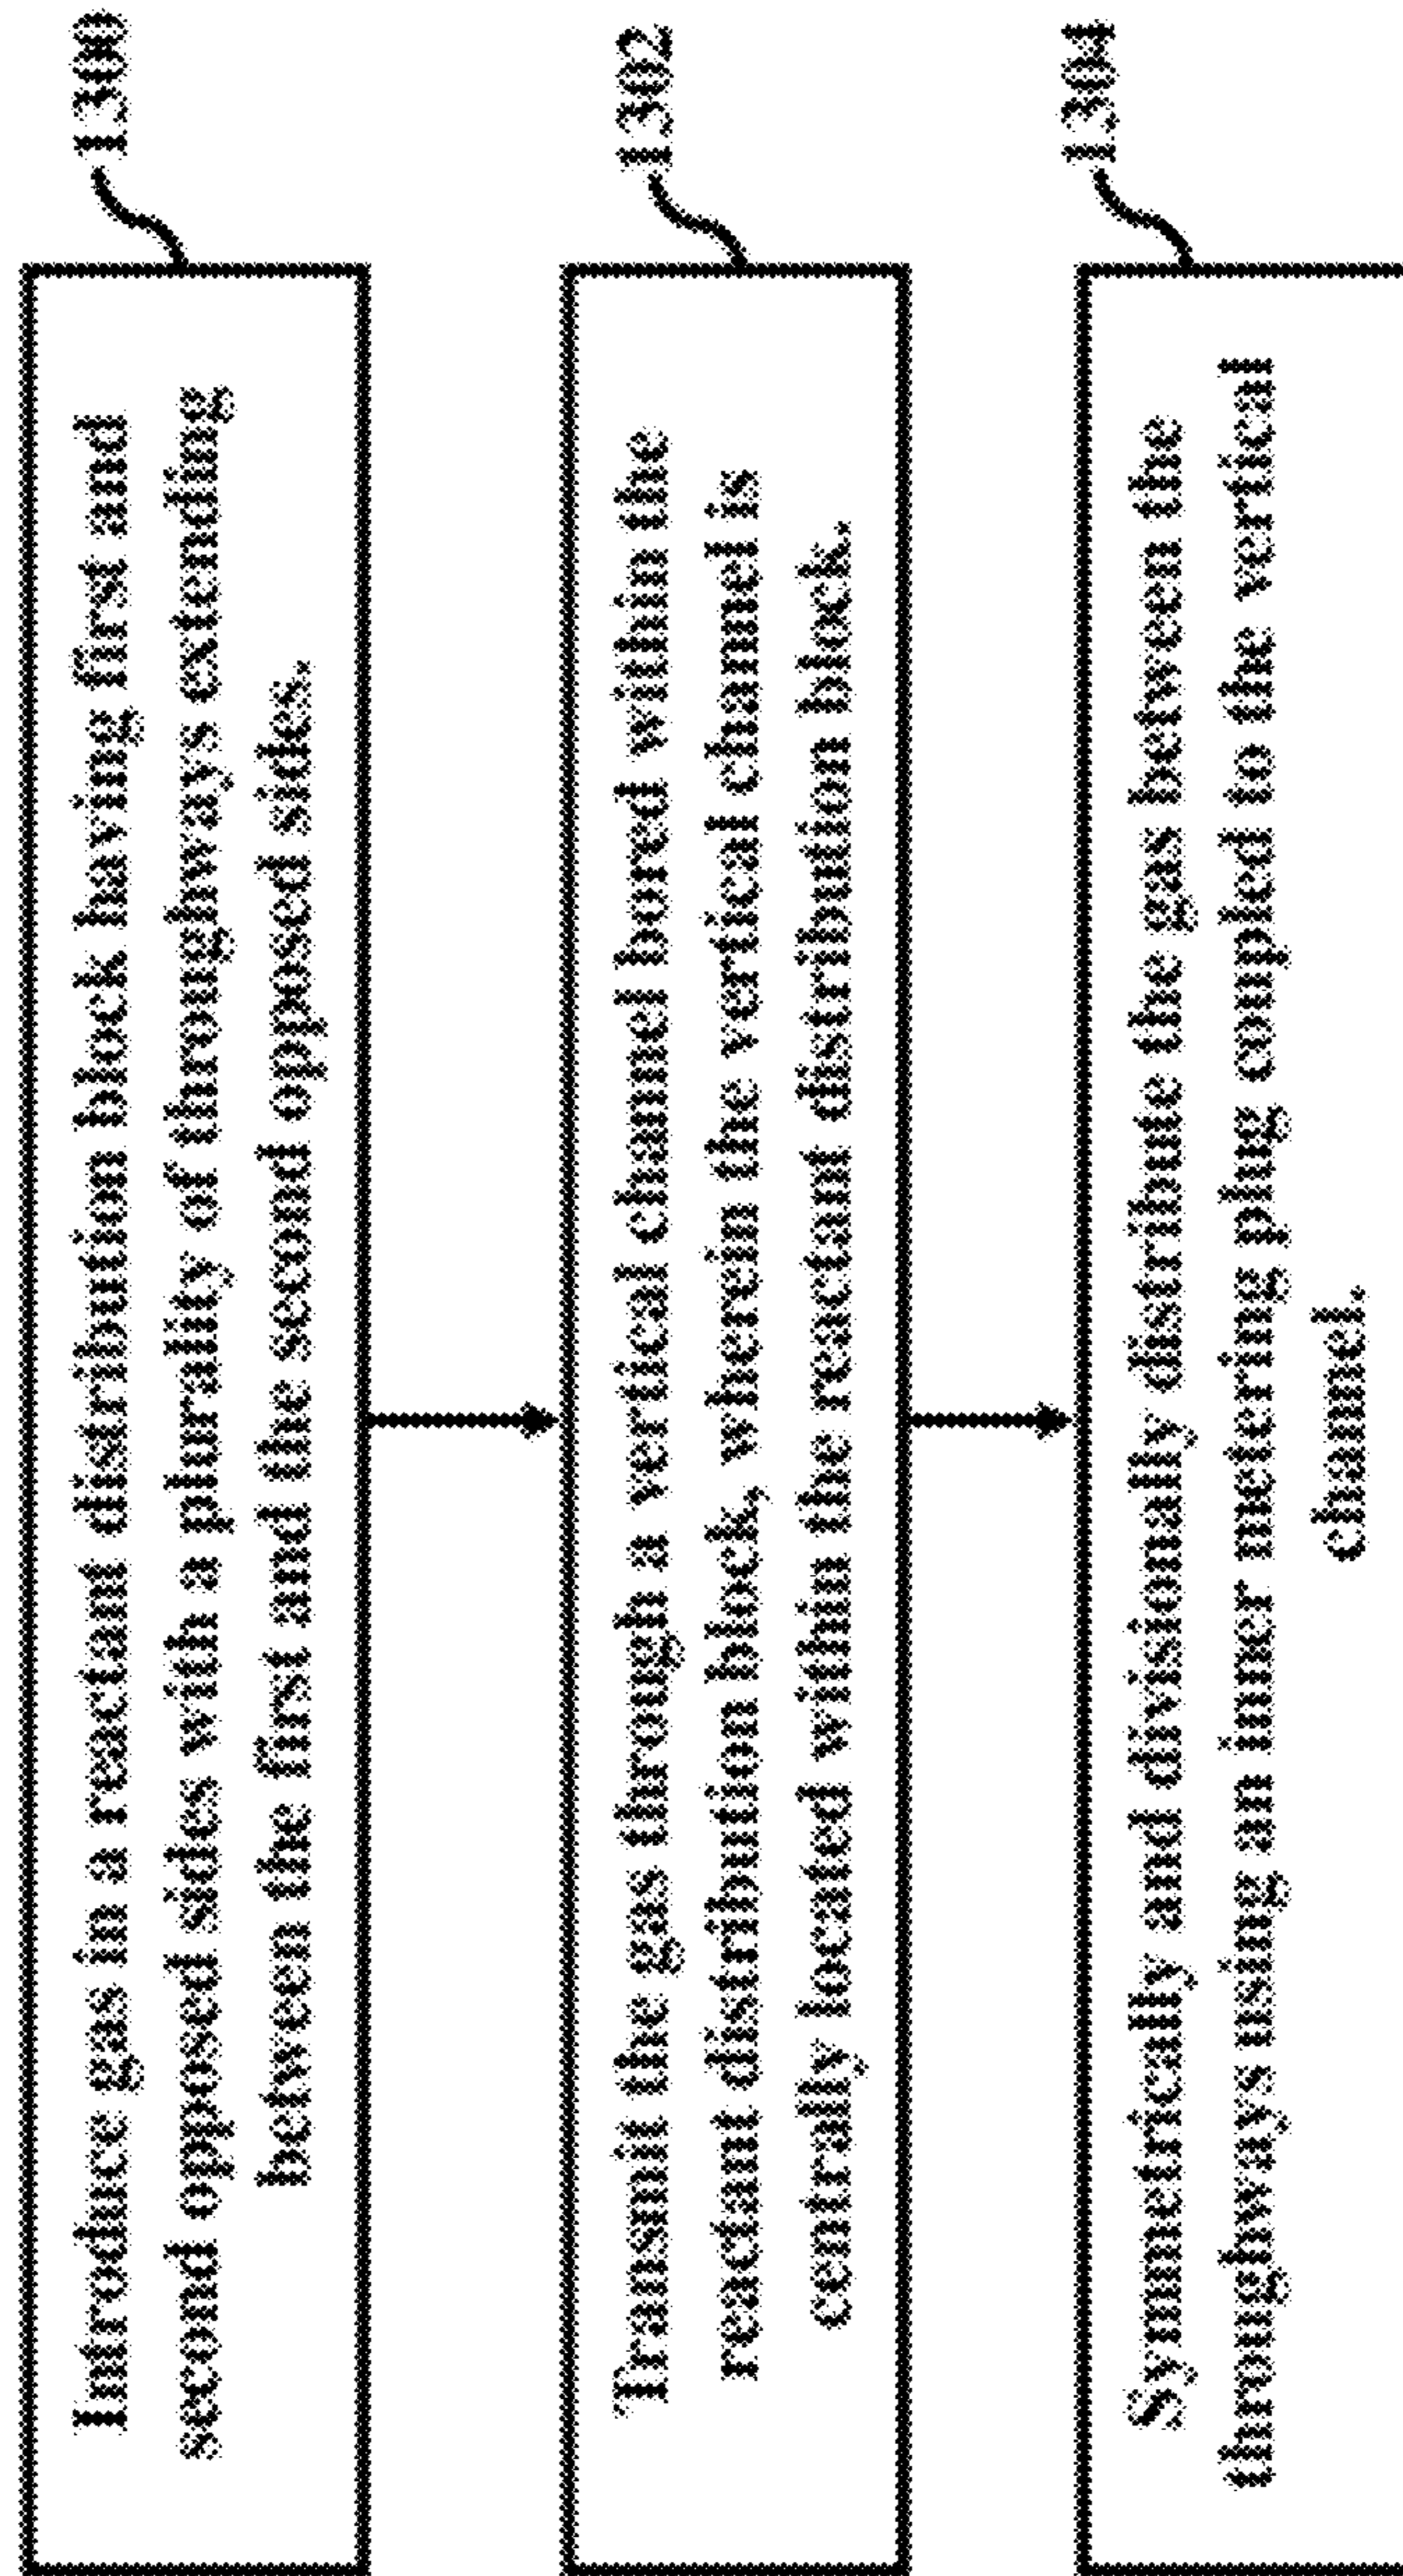 Introduce gas in a reactant distribution block having first and
second opposed sides with a plurality of throughways extending
between the first and the second opposed sides.
1300
Transmit the gas through a vertical channel bored within the
reactant distribution block, wherein the vertical channel is
centrally located within the reactant distribution block.
1302
Symmetrically and divisionally distribute the gas between the
throughways using an inner metering plug coupled to the vertical
channel.
1304